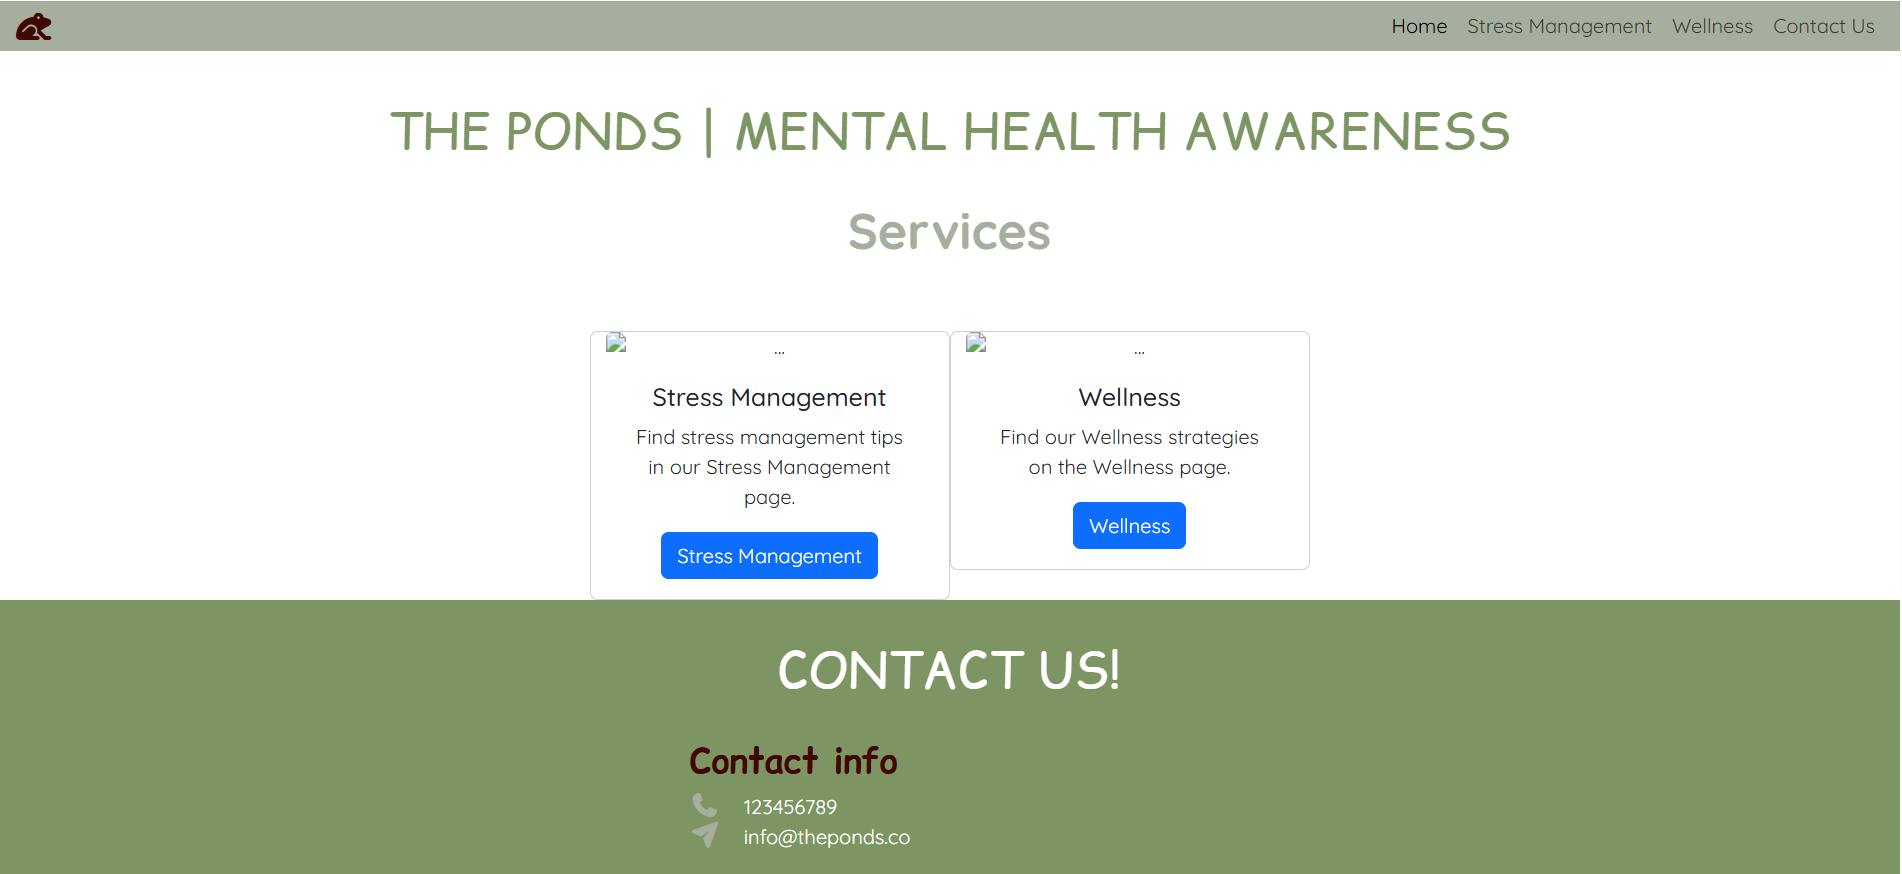 Home Stress Management Wellness Contact Us
THE PONDS | MENTAL HEALTH AWARENESS
Services
...
Stress Management
Find stress management tips
in our Stress Management
page.
Stress Management
...
Wellness
Find our Wellness strategies
on the Wellness page.
Wellness
CONTACT US!
Contact info
123456789
info@theponds.co